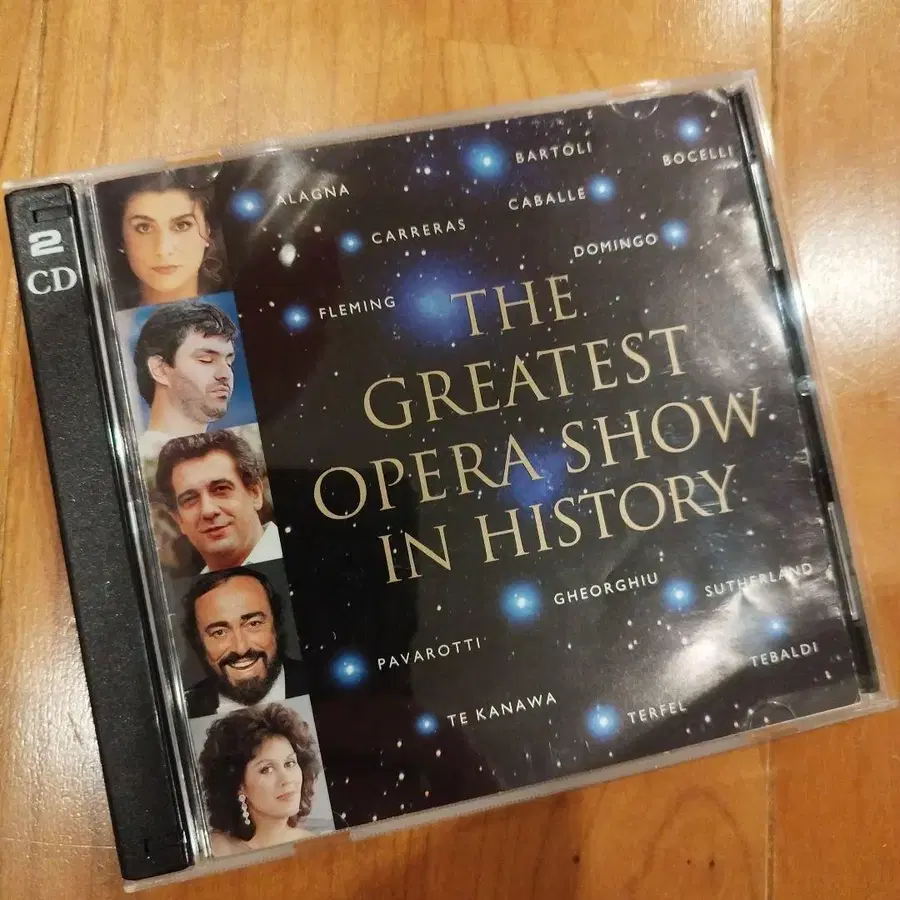 2
CD
ALAGNA
BARTOLI
BOCELLI
CARRERAS
CABALLE
DOMINGO
FLEMING
THE
GREATEST
OPERA SHOW
IN HISTORY
GHEORGHIU
SUTHERLAND
PAVAROTTI
TEBALDI
TE KANAWA
TERFEL